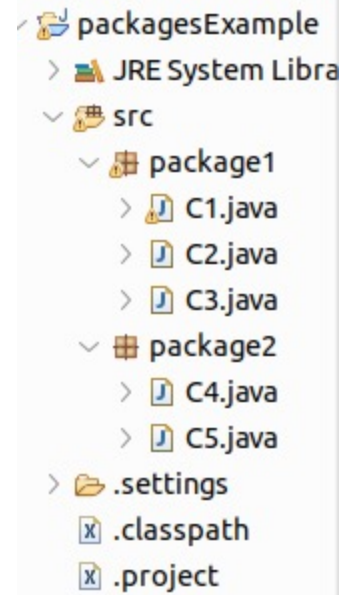 packagesExample
JRE System Libra
src
package1
C1.java
C2.java
C3.java
package2
C4.java
C5.java
.settings
.classpath
.project